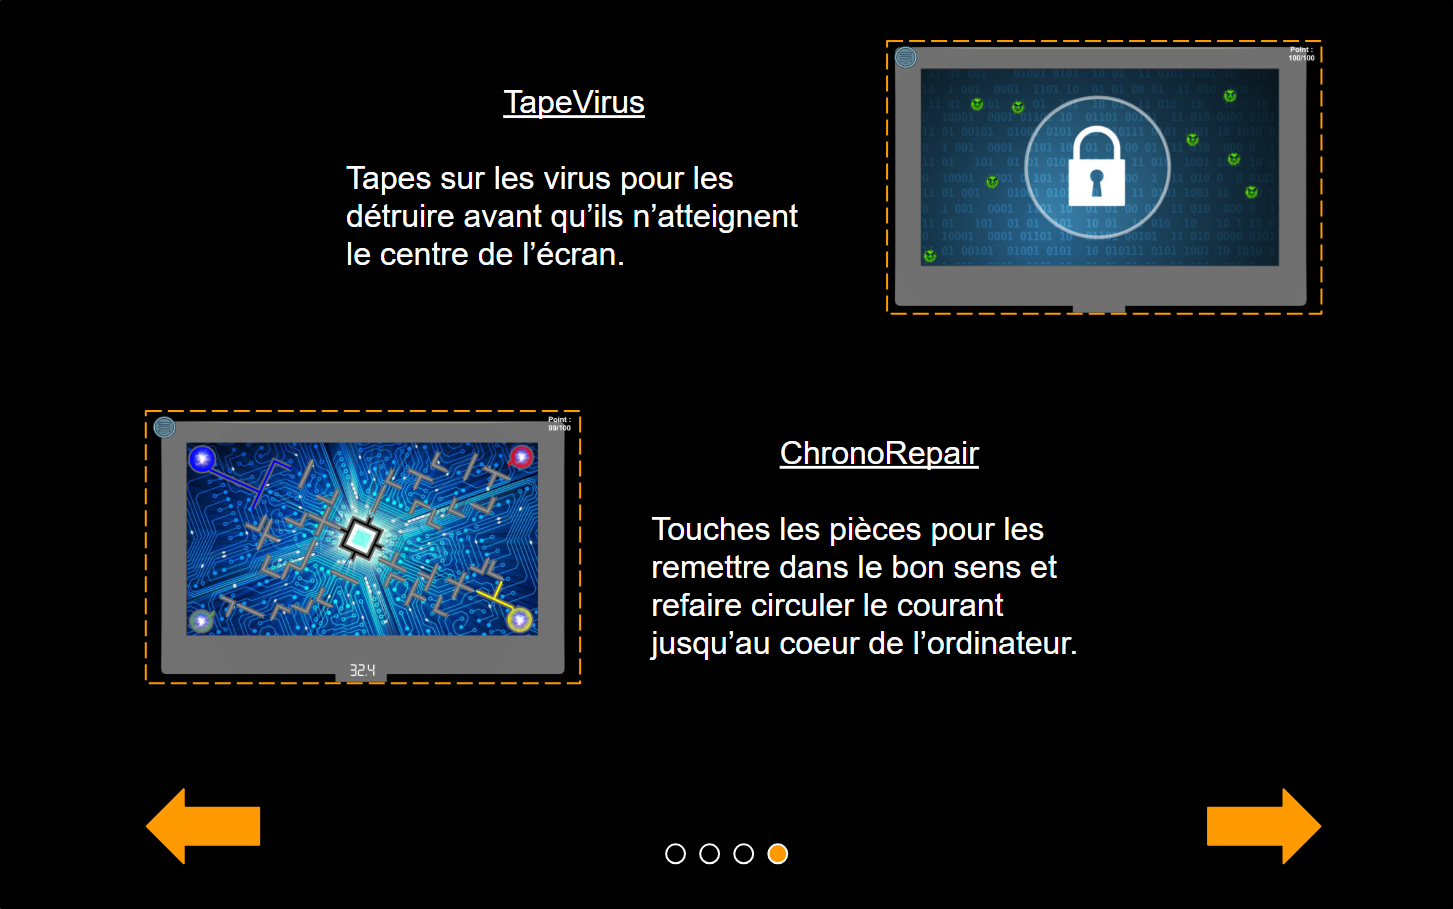 TapeVirus
Tapes sur les virus pour les
détruire avant qu’ils n’atteignent
le centre de l’écran.
Point :
100/100
Point :
99/100
32.4
ChronoRepair
Touches les pièces pour les
remettre dans le bon sens et
refaire circuler le courant
jusqu’au coeur de l’ordinateur.